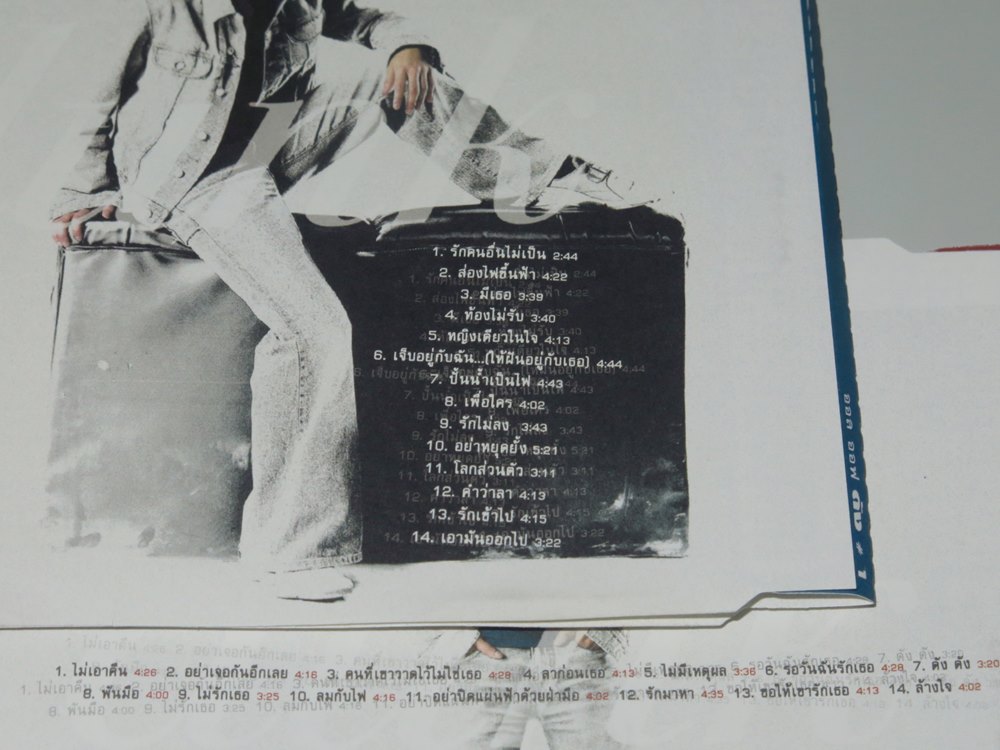 1. รักคนอื่นไม่เป็น 2:44
2. ส่องไฟขึ้นฟ้า 4:22
3. มีเธอ 3:39
4. ท้องไม่รับ 3:40
5. หญิงเดียวในใจ 4:13
6. เจ็บอยู่กับฉัน...(ให้ฝันอยู่กับเธอ) 4:44
7. ปั้นน้ำเป็นไฟ 4:43
8. เพื่อใคร 4:02
9. รักไม่ลง 3:43
10. อย่าหยุดยั้ง 5:21
11. โลกส่วนตัว 3:11
12. คำว่าลา 4:13
13. รักเข้าไป 4:15
14. เอามันออกไป 3:22
1. ไม่เอาคืน 4:26 2. อย่าเจอกันอีกเลย 4:16 3. คนที่เธอวาดไว้ไม่ใช่เธอ 4:28 4. ลาก่อนเธอ 4:13 5. ไม่มีเหตุผล 3:36 6. รอวันฉันรักเธอ 4:28 7. ดัง ดัง 3:20
8. พันมือ 4:00 9. ไม่รักเธอ 3:25 10. ลมกับไฟ 4:16 11. อย่าปิดแผ่นฟ้าด้วยฝ่ามือ 4:02 12. รักมาหา 4:35 13. ขอให้เขารักเธอ 4:13 14. ล้างใจ 4:02